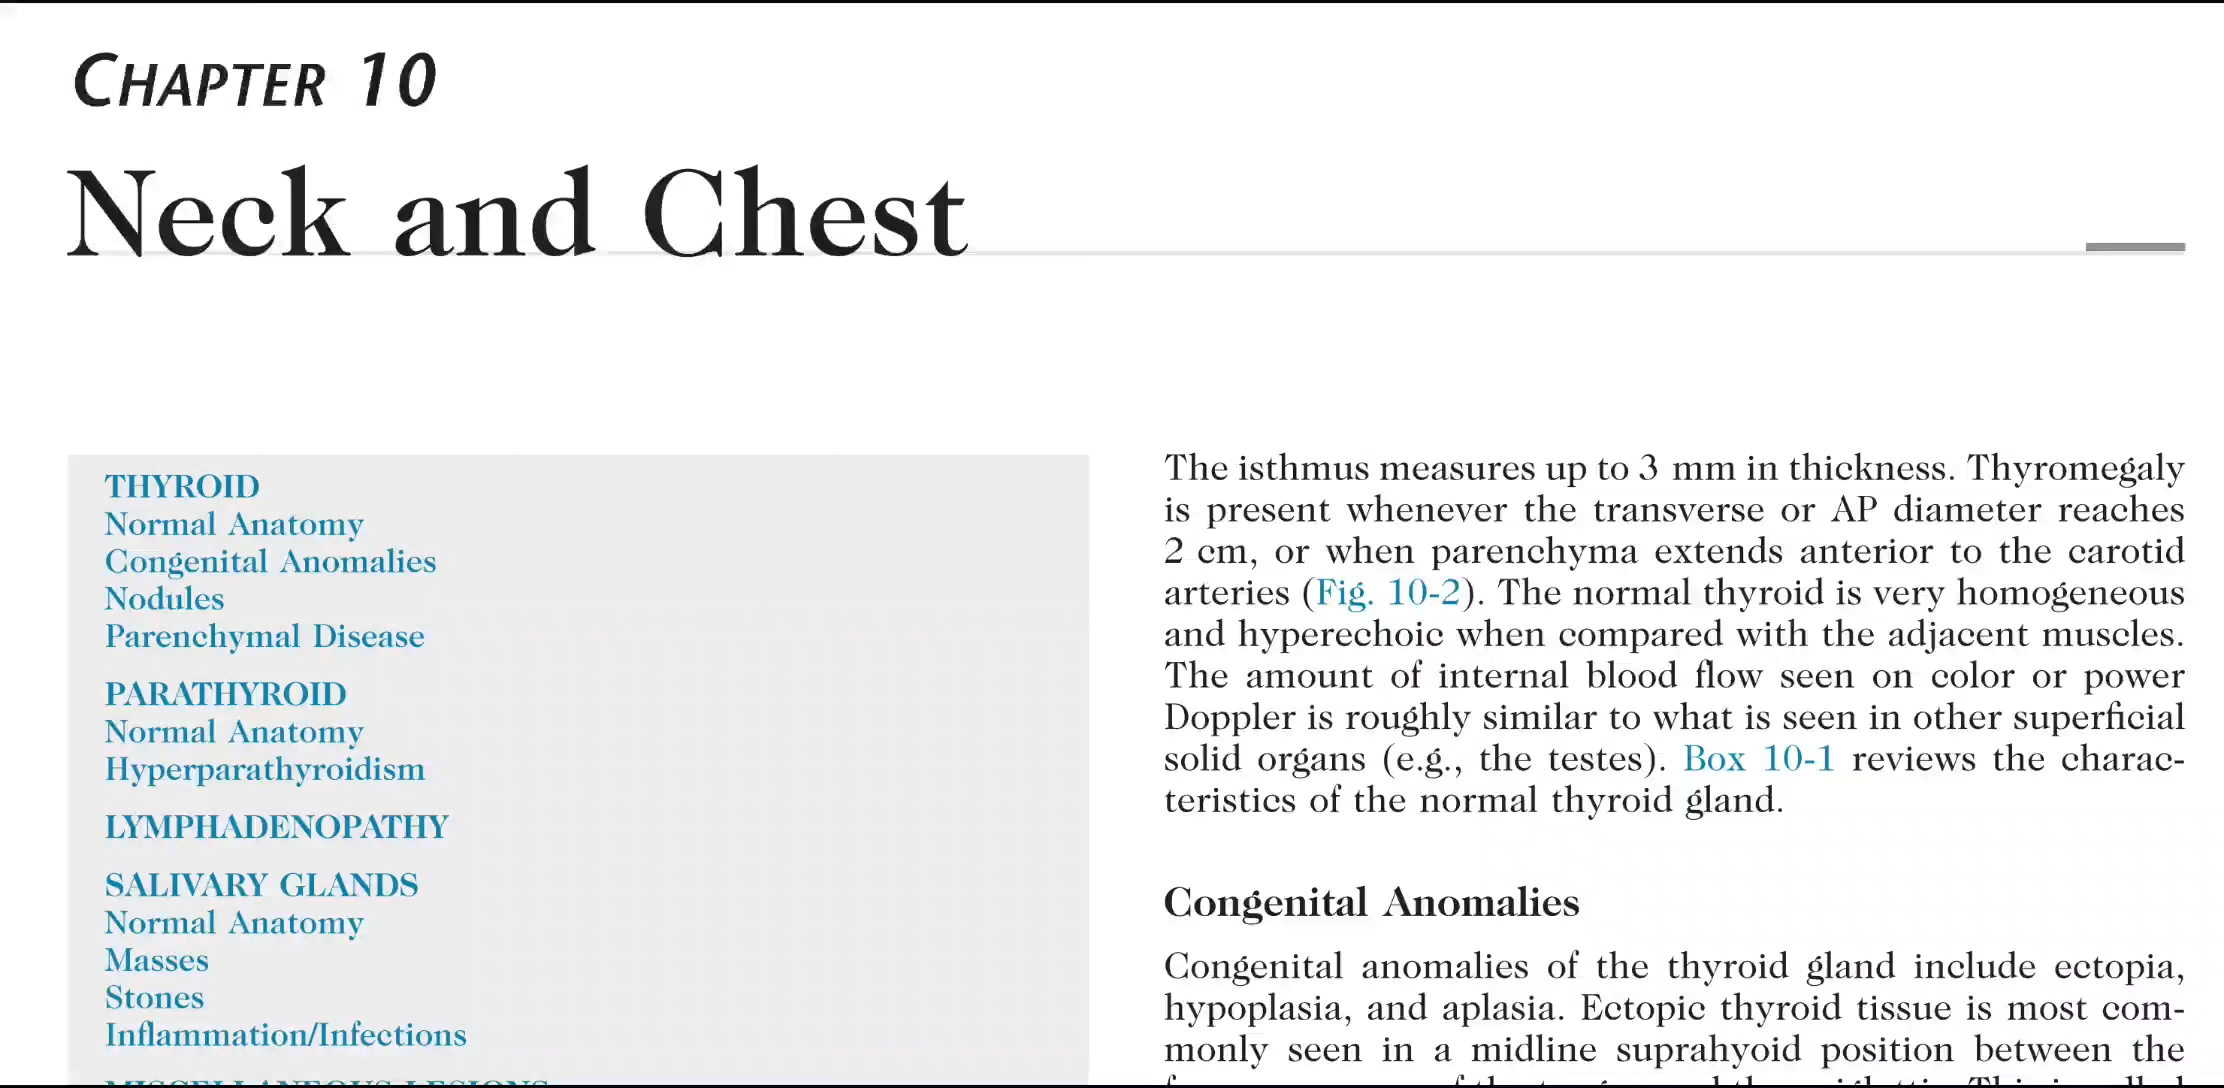 CHAPTER 10
Neck and Chest
THYROID
Normal Anatomy
Congenital Anomalies
Nodules
Parenchymal Disease
PARATHYROID
Normal Anatomy
Hyperparathyroidism
LYMPHADENOPATHY
SALIVARY GLANDS
Normal Anatomy
Masses
Stones
Inflammation/Infections
MISCELLANEOUS LESIONS
The isthmus measures up to 3 mm in thickness. Thyromegaly
is present whenever the transverse or AP diameter reaches
2 cm, or when parenchyma extends anterior to the carotid
arteries (Fig. 10-2). The normal thyroid is very homogeneous
and hyperechoic when compared with the adjacent muscles.
The amount of internal blood flow seen on color or power
Doppler is roughly similar to what is seen in other superficial
solid organs (e.g., the testes). Box 10-1 reviews the charac-
teristics of the normal thyroid gland.
Congenital Anomalies
Congenital anomalies of the thyroid gland include ectopia,
hypoplasia, and aplasia. Ectopic thyroid tissue is most com-
monly seen in a midline suprahyoid position between the